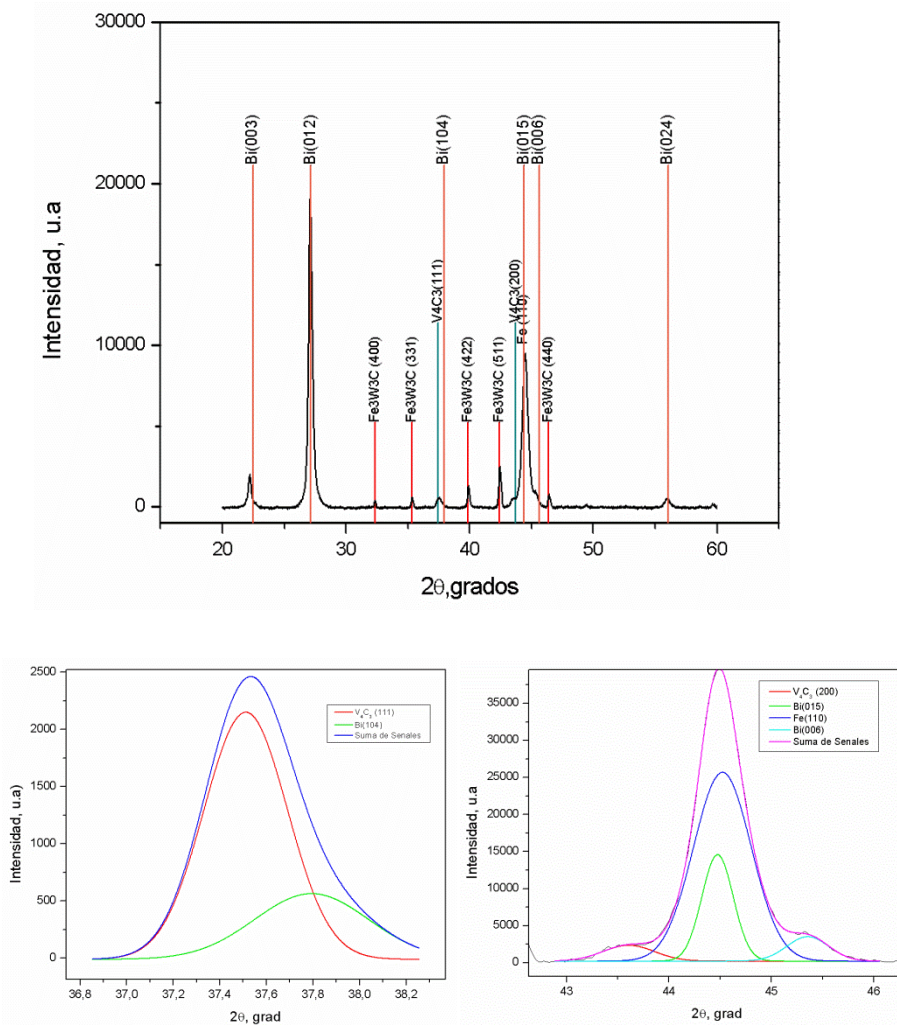 30000
20000
10000
0
Intensidad, u.a
Bi(003)
Bi(012)
Fe3W3C (400)
Fe3W3C (331)
V4C3(111)
Bi(104)
Fe3W3C (422)
Fe3W3C (511)
V4C3(200)
Fe (110)
Bi(015)
Bi(006)
Fe3W3C (440)
Bi(024)
20 30 40 50 60
2θ,grados
2500
2000
1500
1000
500
0
Intensidad, u.a)
V4C3 (111)
Bi(104)
Suma de Senales
36,8 37,0 37,2 37,4 37,6 37,8 38,0 38,2
2θ, grad
35000
30000
25000
20000
15000
10000
5000
0
Intensidad, u.a
V4C3 (200)
Bi(015)
Fe(110)
Bi(006)
Suma de Senales
43 44 45 46
2θ, grad